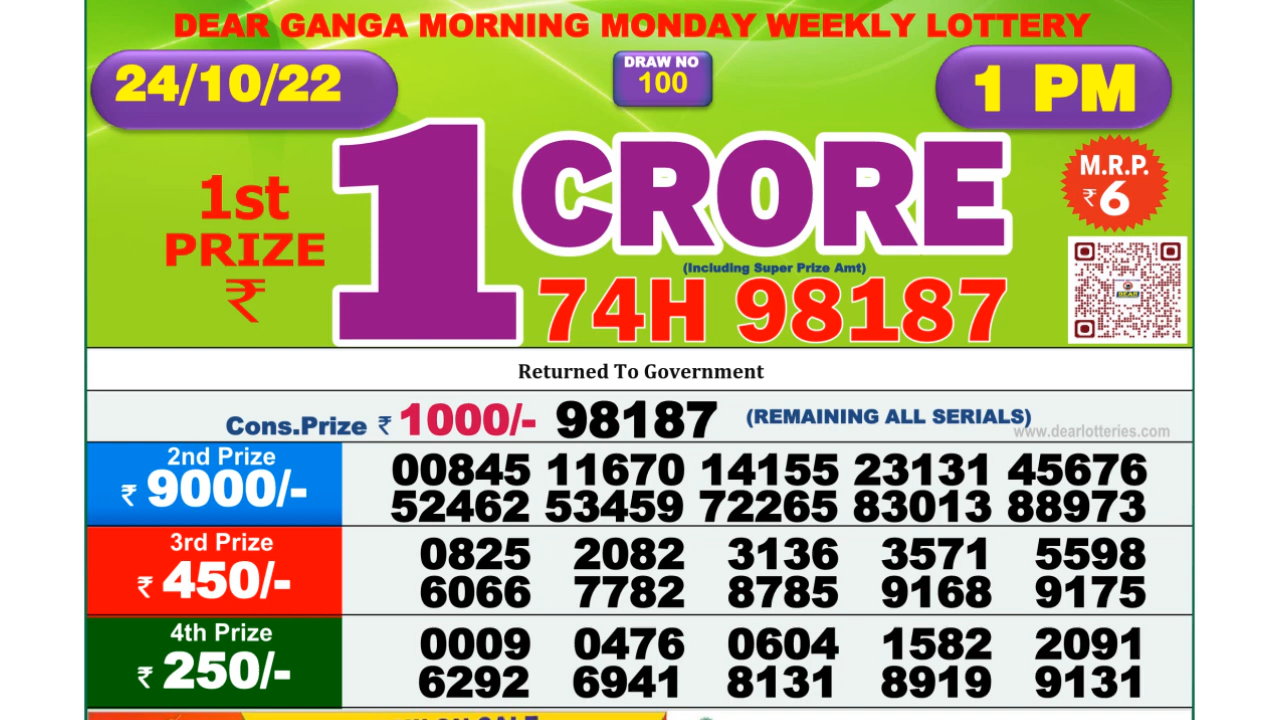 DEAR GANGA MORNING MONDAY WEEKLY LOTTERY
24/10/22
DRAW NO
100
1 PM
1st
PRIZE
₹
1 CRORE
(Including Super Prize Amt)
74H 98187
M.R.P.
₹ 6
DEAR
Returned To Government
Cons.Prize ₹ 1000/- 98187 (REMAINING ALL SERIALS)
www.dearlotteries.com
2nd Prize
₹ 9000/-
00845 11670 14155 23131 45676
52462 53459 72265 83013 88973
3rd Prize
₹ 450/-
0825 2082 3136 3571 5598
6066 7782 8785 9168 9175
4th Prize
₹ 250/-
0009 0476 0604 1582 2091
6292 6941 8131 8919 9131